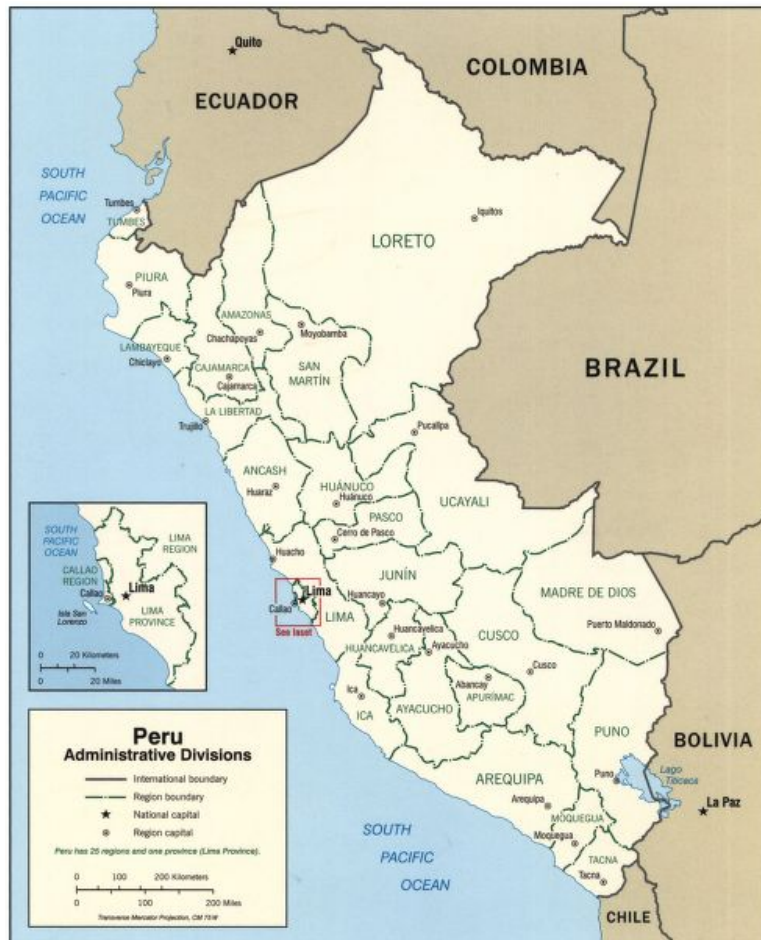 Quito
COLOMBIA
ECUADOR
SOUTH
PACIFIC
OCEAN
Tumbes
TUMBES
Iquitos
LORETO
PIURA
Piura
AMAZONAS
Moyobamba
Chachapoyas
LAMBAYEQUE
Chiclayo
CAJAMARCA
Cajamarca
SAN
MARTÍN
BRAZIL
LA LIBERTAD
Trujillo
Pucallpa
ANCASH
Huaraz
HUÁNUCO
Huánuco
UCAYALI
PASCO
Cerro de Pasco
Huacho
JUNÍN
MADRE DE DIOS
Lima
Callao
LIMA
See Inset
Huancayo
Puerto Maldonado
CUSCO
Huancavelica
HUANCAVELICA
Ayacucho
Cusco
Abancay
APURÍMAC
Ica
ICA
AYACUCHO
PUNO
BOLIVIA
AREQUIPA
Puno
Lago
Titicaca
La Paz
Arequipa
MOQUEGUA
Moquegua
TACNA
Tacna
SOUTH
PACIFIC
OCEAN
CHILE
SOUTH
PACIFIC
OCEAN
LIMA
REGION
CALLAO
REGION
Lima
Callao
Isla San
Lorenzo
LIMA
PROVINCE
0 20 Kilometers
0 20 Miles
Peru
Administrative Divisions
International boundary
Region boundary
National capital
Region capital
Peru has 25 regions and one province (Lima Province).
0 100 200 Kilometers
0 100 200 Miles
Transverse Mercator Projection, CM 75W